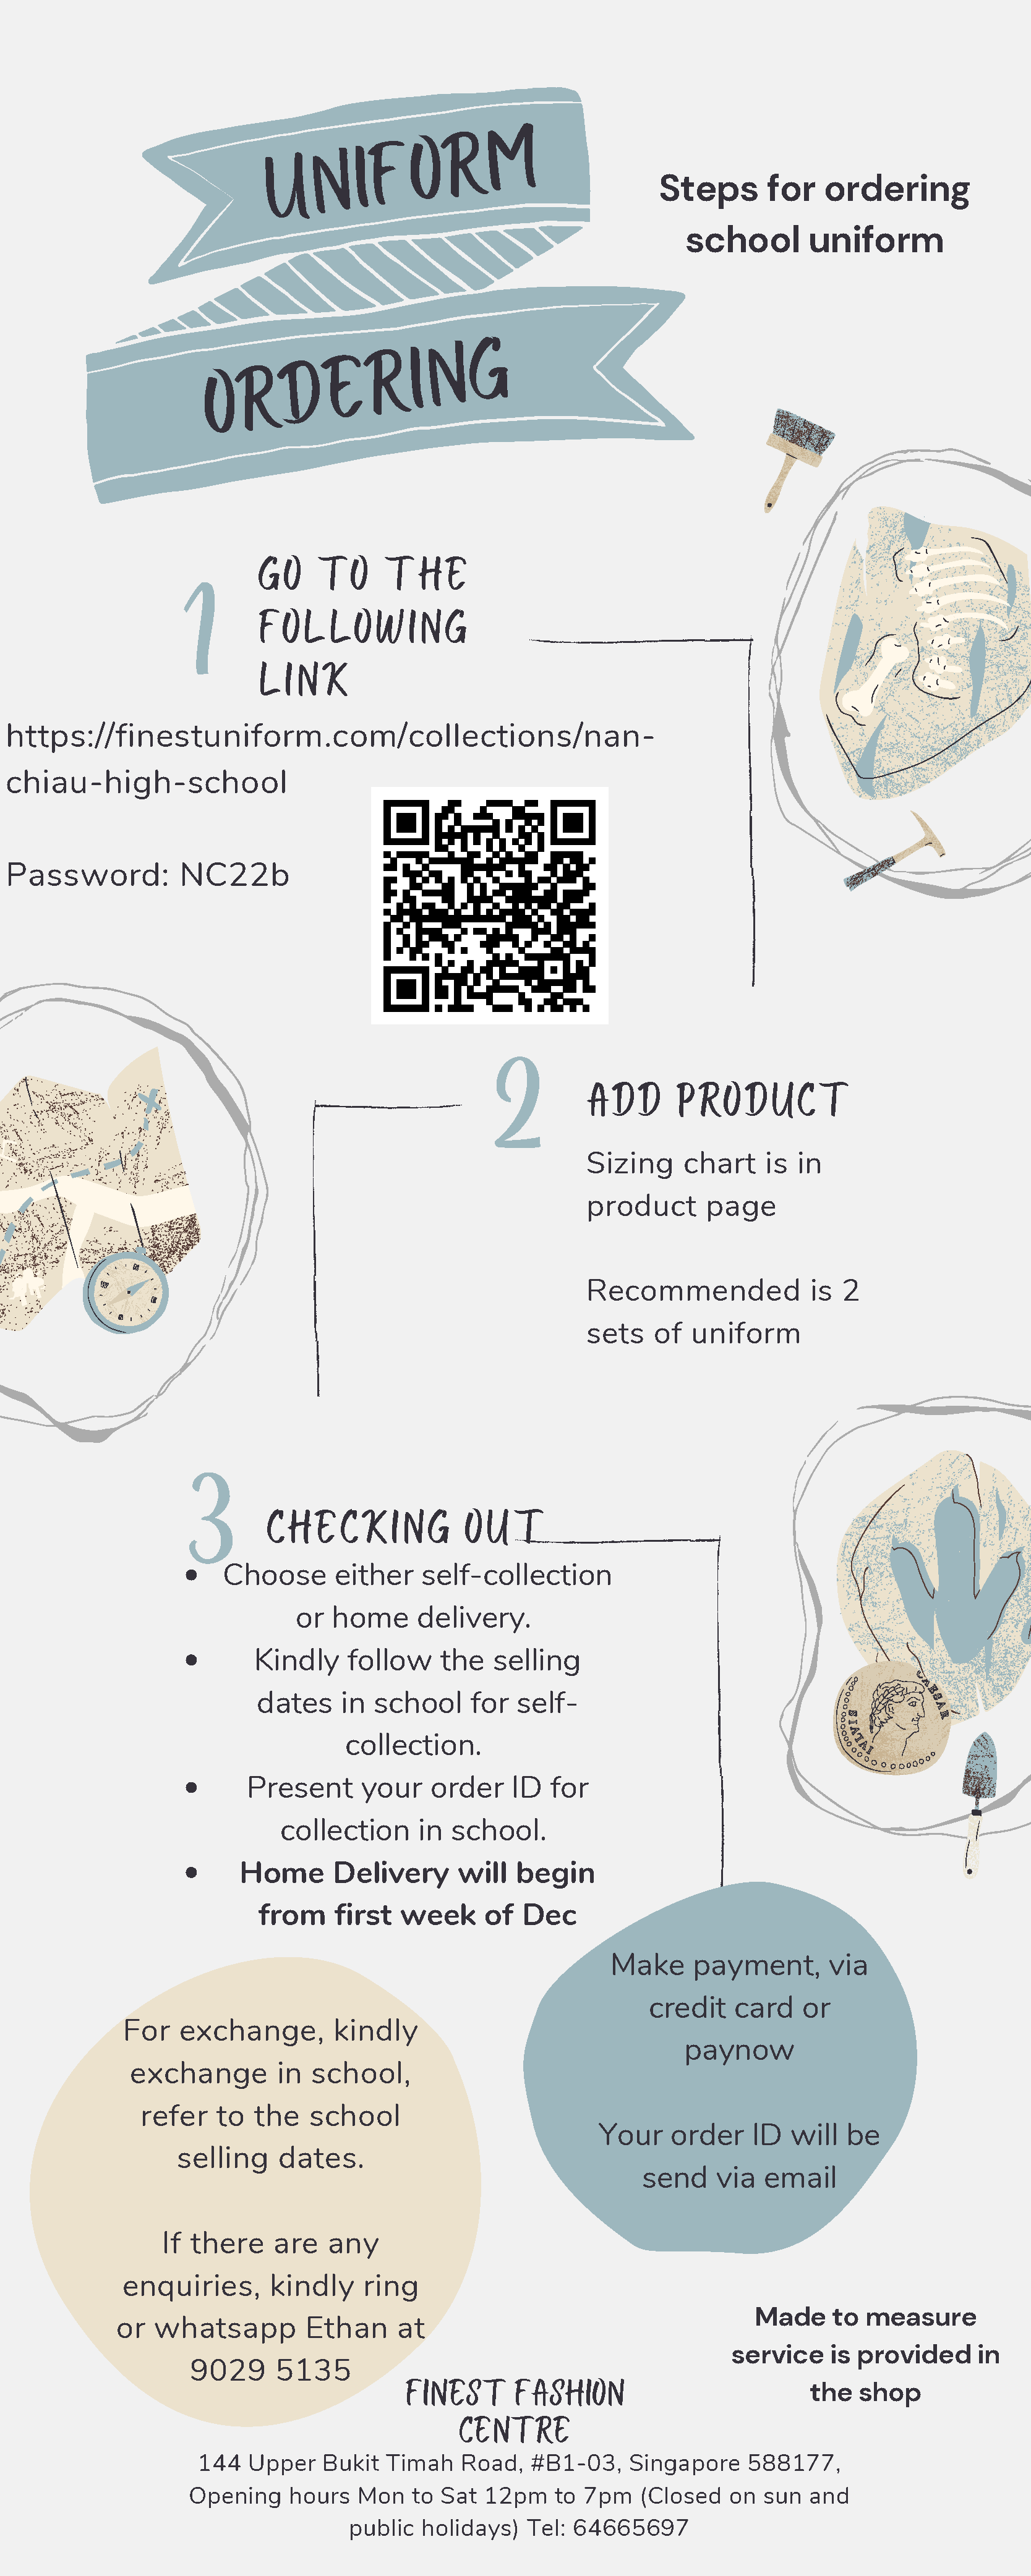 UNIFORM
ORDERING
Steps for ordering
school uniform
1
GO TO THE
FOLLOWING
LINK
https://finestuniform.com/collections/nan-
chiau-high-school
Password: NC22b
2
ADD PRODUCT
Sizing chart is in
product page
Recommended is 2
sets of uniform
3
CHECKING OUT
• Choose either self-collection
or home delivery.
• Kindly follow the selling
dates in school for self-
collection.
• Present your order ID for
collection in school.
• Home Delivery will begin
from first week of Dec
CAESAR
Make payment, via
credit card or
paynow
Your order ID will be
send via email
For exchange, kindly
exchange in school,
refer to the school
selling dates.
If there are any
enquiries, kindly ring
or whatsapp Ethan at
9029 5135
Made to measure
service is provided in
the shop
FINEST FASHION
CENTRE
144 Upper Bukit Timah Road, #B1-03, Singapore 588177,
Opening hours Mon to Sat 12pm to 7pm (Closed on sun and
public holidays) Tel: 64665697